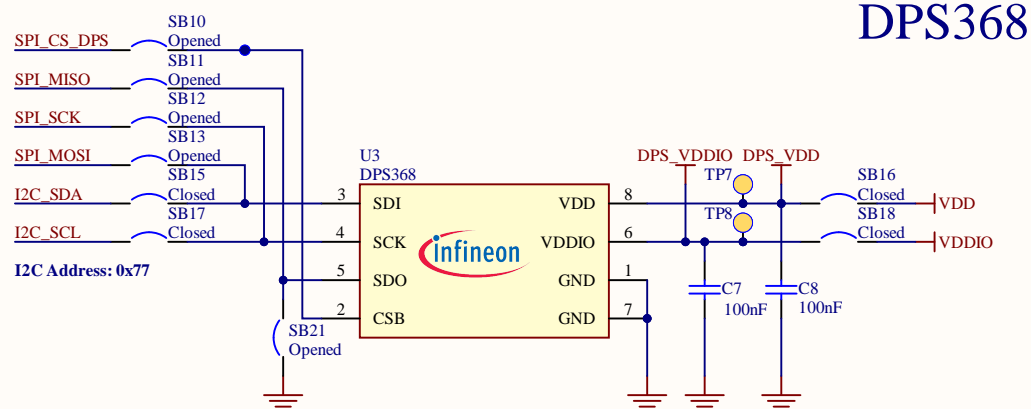 DPS368
SB10
SPI_CS_DPS
Opened
SB11
SPI_MISO
Opened
SB12
SPI_SCK
Opened
SB13
SPI_MOSI
Opened
SB15
I2C_SDA
Closed
SB17
I2C_SCL
Closed
I2C Address: 0x77
SB21
Opened
U3
DPS368
3
SDI
4
SCK
5
SDO
2
CSB
infineon
VDD
8
VDDIO
6
GND
1
GND
7
DPS_VDDIO
DPS_VDD
TP7
TP8
SB16
Closed
VDD
SB18
Closed
VDDIO
C7
100nF
C8
100nF